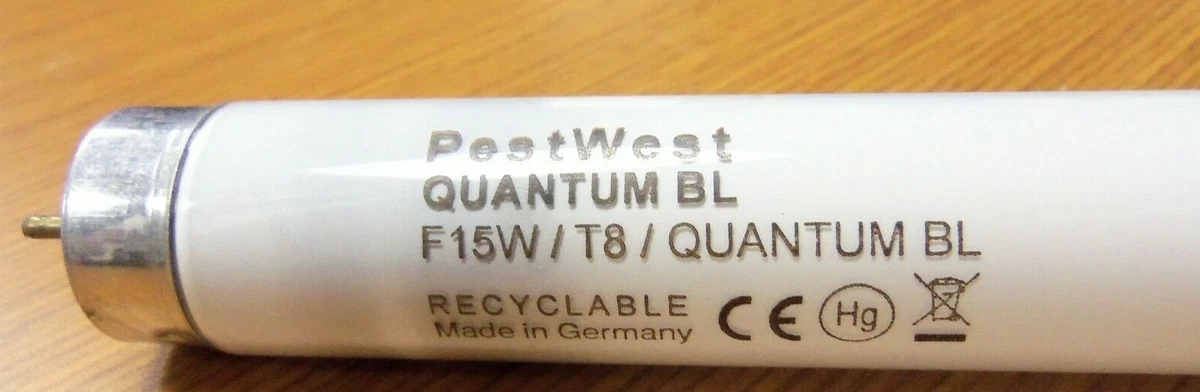 PestWest
QUANTUM BL
F15W / T8 / QUANTUM BL
RECYCLABLE
Made in Germany
CE Hg